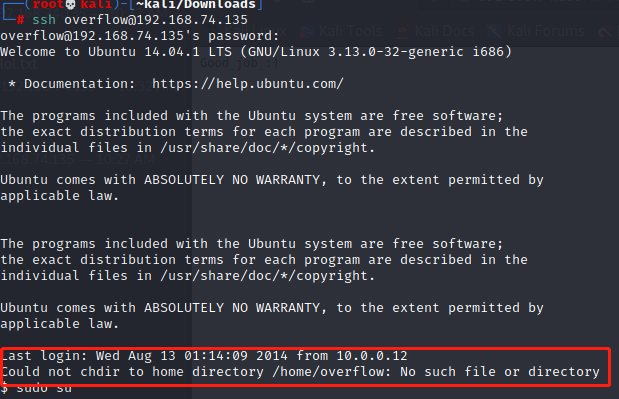 (root💀kali)-[~kali/Downloads]
# ssh overflow@192.168.74.135
overflow@192.168.74.135's password:
Welcome to Ubuntu 14.04.1 LTS (GNU/Linux 3.13.0-32-generic i686)
* Documentation:  https://help.ubuntu.com/
The programs included with the Ubuntu system are free software;
the exact distribution terms for each program are described in the
individual files in /usr/share/doc/*/copyright.
Ubuntu comes with ABSOLUTELY NO WARRANTY, to the extent permitted by
applicable law.
The programs included with the Ubuntu system are free software;
the exact distribution terms for each program are described in the
individual files in /usr/share/doc/*/copyright.
Ubuntu comes with ABSOLUTELY NO WARRANTY, to the extent permitted by
applicable law.
Last login: Wed Aug 13 01:14:09 2014 from 10.0.0.12
Could not chdir to home directory /home/overflow: No such file or directory
$ sudo su